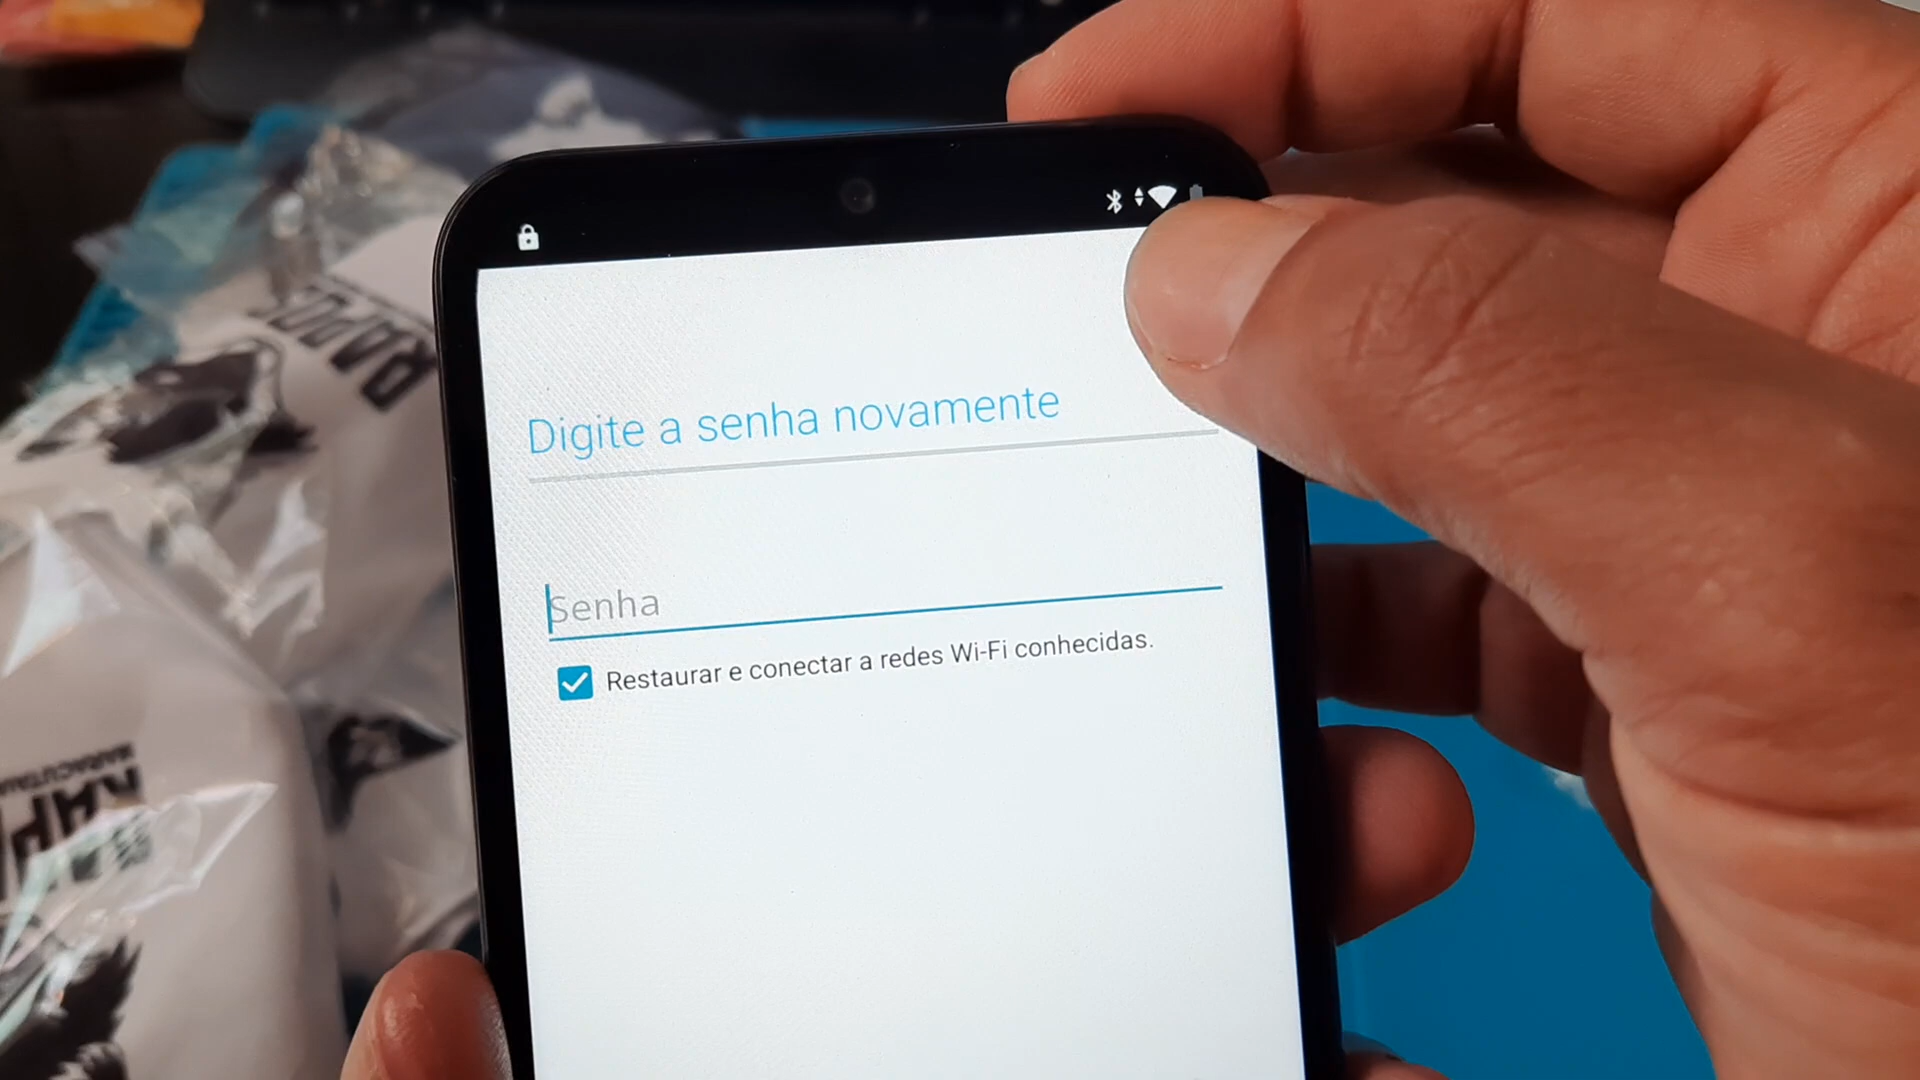 Digite a senha novamente
Senha
Restaurar e conectar a redes Wi-Fi conhecidas.